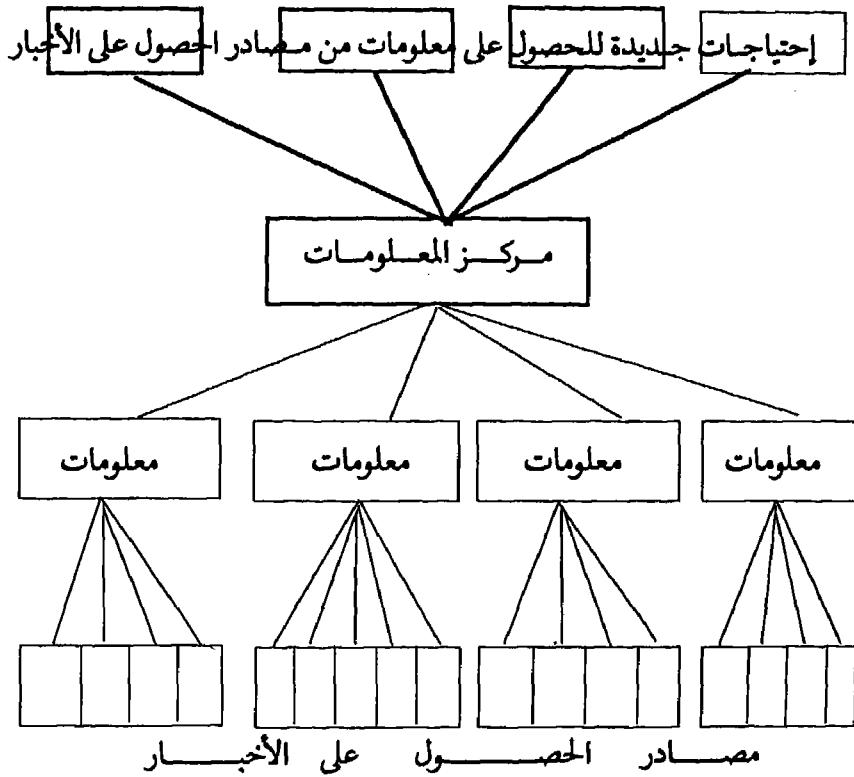 إحتياجات جديدة للحصول على معلومات من مصادر الحصول على الأخبار
مركز المعلومات
معلومات معلومات معلومات معلومات
مصادر الحصول على الأخبار